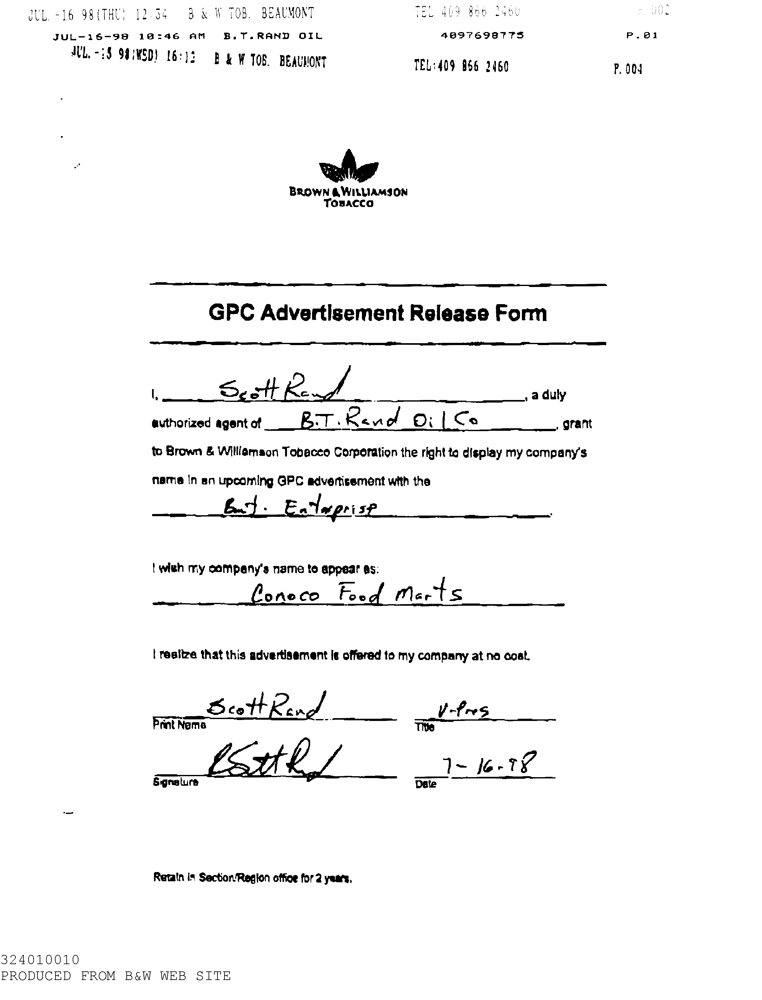 JUL.-16 98(THU) 12:34 B & W TOB. BEAUMONT TEL 409 866 2460 P. 002
JUL-16-98 10:46 AM B.T.RAND OIL 4097698775 P.01
JUL.-15 98(WED) 16:13 B & W TOB. BEAUMONT TEL:409 866 2460 P. 004
BROWN & WILLIAMSON
TOBACCO
GPC Advertisement Release Form
I, Scott Rand, a duly
authorized agent of B.T. Rand Oil Co, grant
to Brown & Williamson Tobacco Corporation the right to display my company's
name in an upcoming GPC advertisement with the
Enterprise
I wish my company's name to appear as:
Conoco Food Marts
I realize that this advertisement is offered to my company at no cost.
Scott Rand V-Pres
Print Name Title
7-16-98
Signature Date
Retain in Section/Region office for 2 years.
324010010
PRODUCED FROM B&W WEB SITE